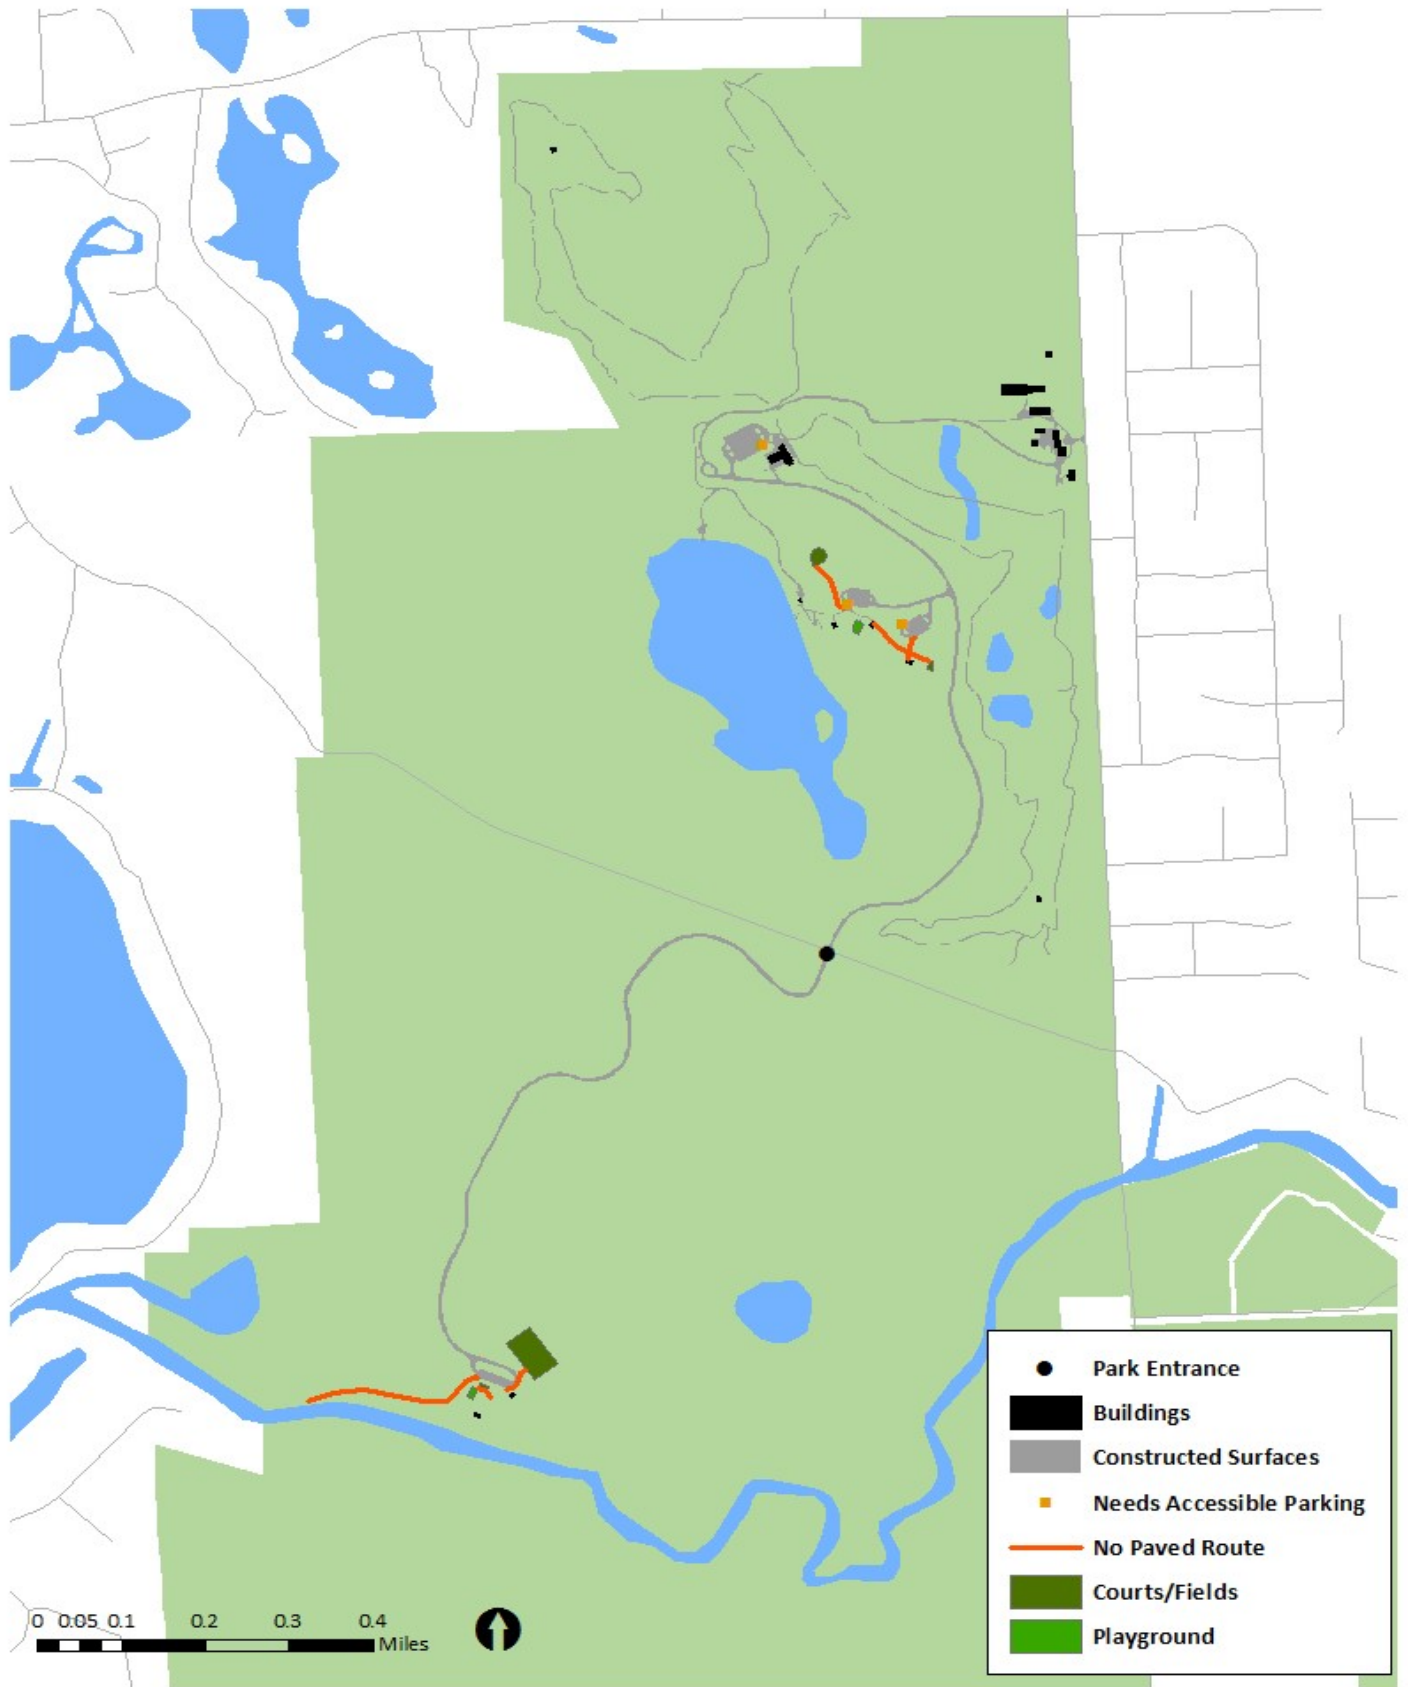 Park Entrance
Buildings
Constructed Surfaces
Needs Accessible Parking
No Paved Route
Courts/Fields
Playground
0 0.05 0.1 0.2 0.3 0.4
Miles